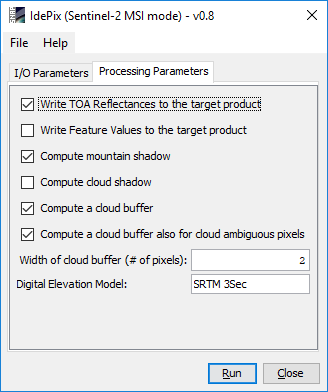 IdePix (Sentinel-2 MSI mode) - v0.8
File Help
I/O Parameters Processing Parameters
Write TOA Reflectances to the target product
Write Feature Values to the target product
Compute mountain shadow
Compute cloud shadow
Compute a cloud buffer
Compute a cloud buffer also for cloud ambiguous pixels
Width of cloud buffer (# of pixels): 2
Digital Elevation Model: SRTM 3Sec
Run Close